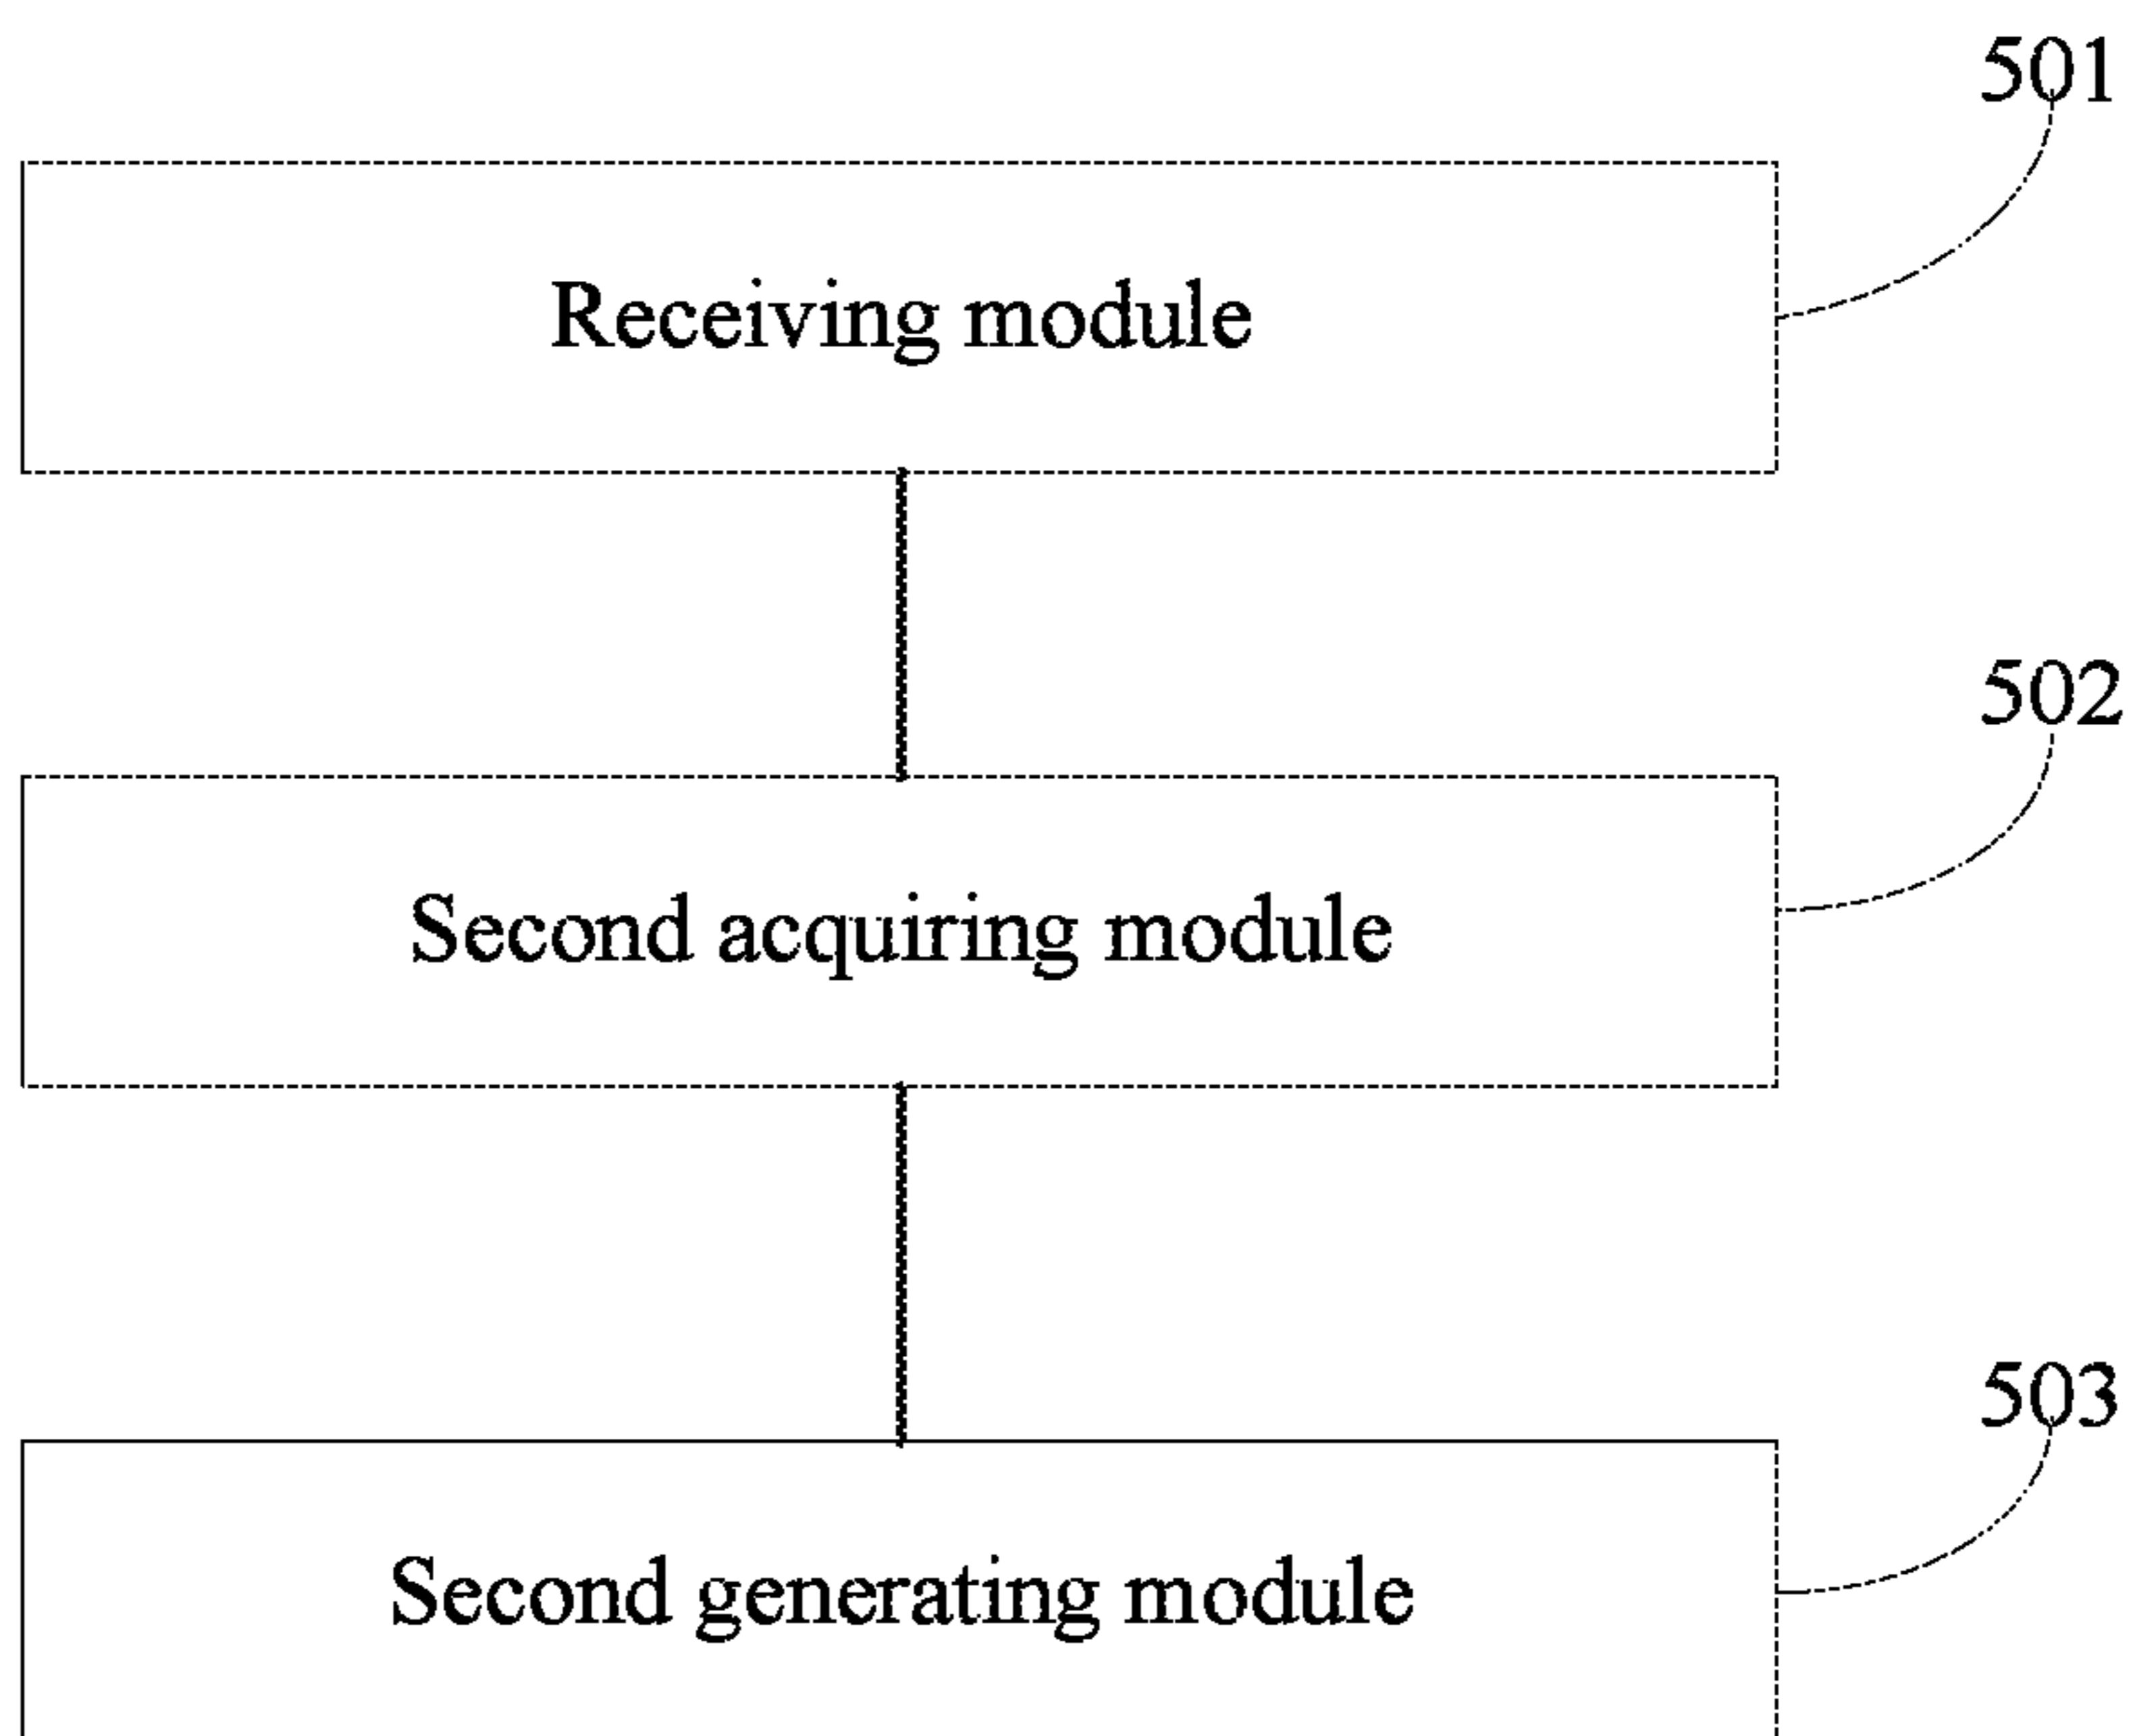 501
Receiving module
502
Second acquiring module
503
Second generating module